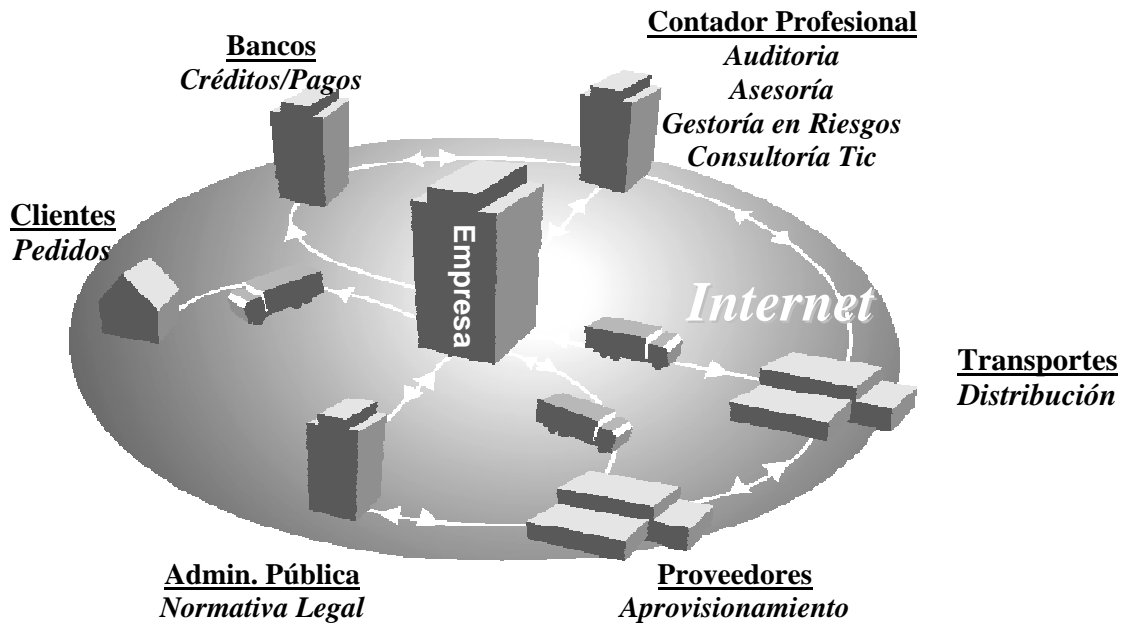 Contador Profesional
Auditoria
Asesoría
Gestoría en Riesgos
Consultoría Tic
Bancos
Créditos/Pagos
Clientes
Pedidos
Empresa
Internet
Transportes
Distribución
Admin. Pública
Normativa Legal
Proveedores
Aprovisionamiento